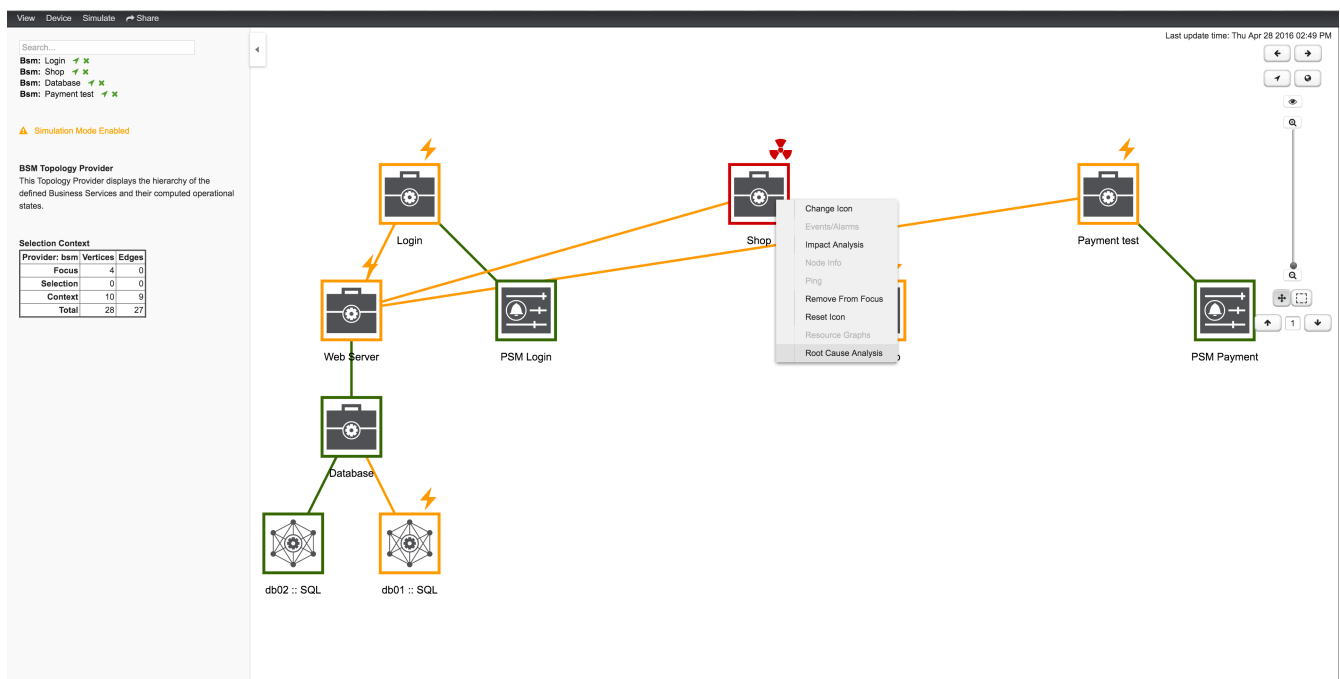 View Device Simulate Share
Last update time: Thu Apr 28 2016 02:49 PM
Search...
Bsm: Login
Bsm: Shop
Bsm: Database
Bsm: Payment test
Simulation Mode Enabled
BSM Topology Provider
This Topology Provider displays the hierarchy of the
defined Business Services and their computed operational
states.
Selection Context
Provider: bsm Vertices Edges
Focus 4 0
Selection 0 0
Context 10 9
Total 28 27
Login
Shop
Payment test
Change Icon
Events/Alarms
Impact Analysis
Node Info
Ping
Remove From Focus
Reset Icon
Resource Graphs
Root Cause Analysis
1
Web Server
PSM Login
PSM Payment
Database
db02 :: SQL
db01 :: SQL